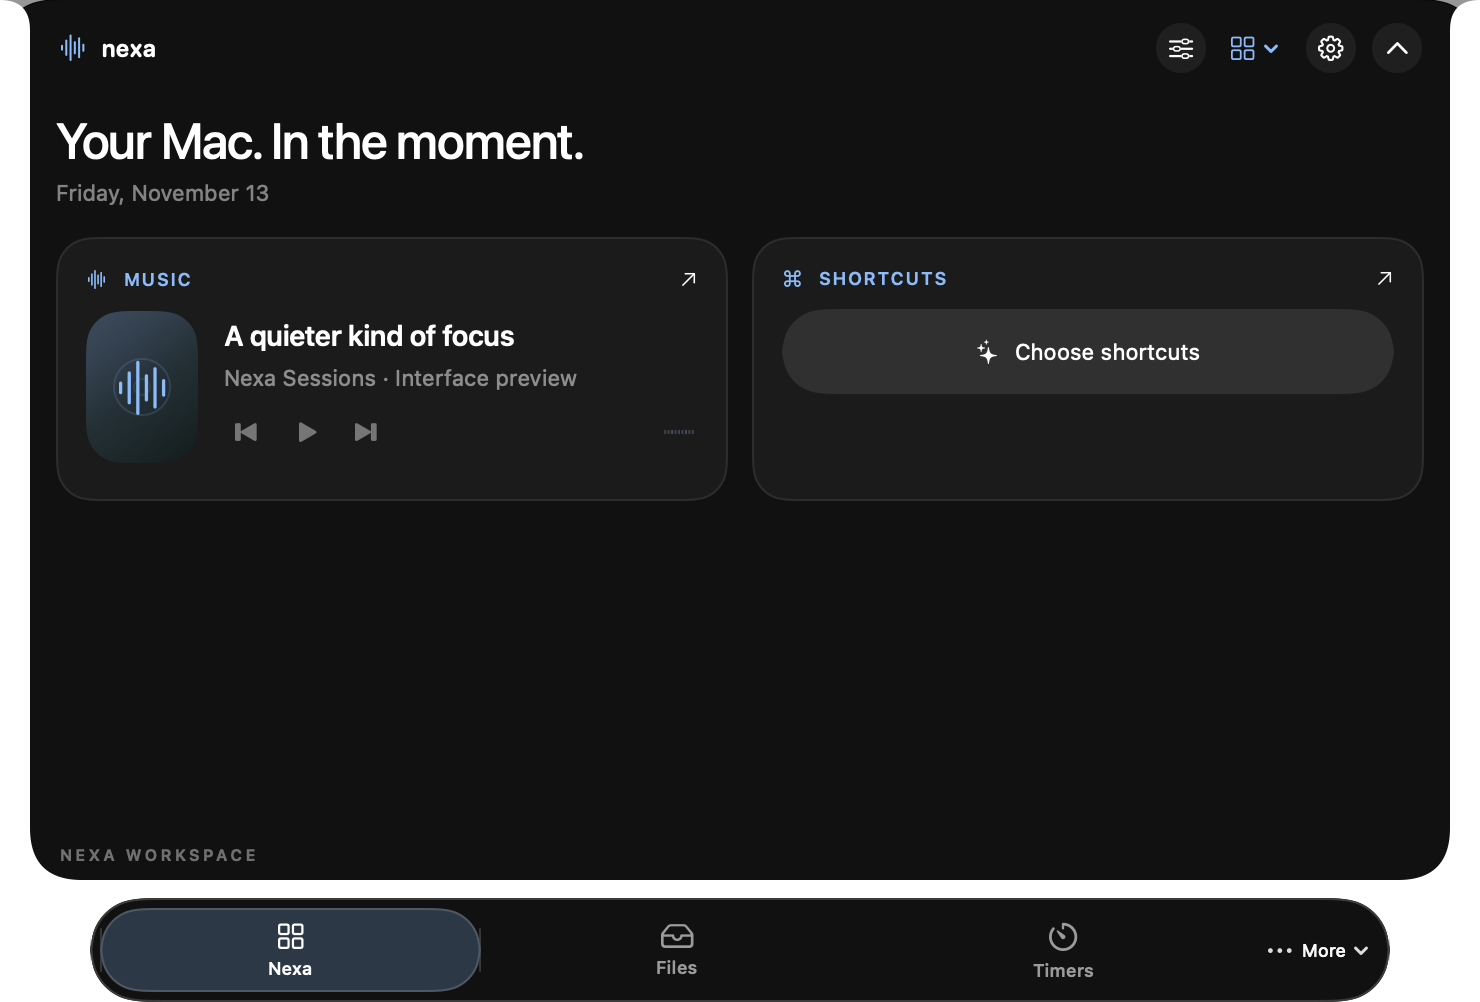 nexa
Your Mac. In the moment.
Friday, November 13
MUSIC
A quieter kind of focus
Nexa Sessions · Interface preview
SHORTCUTS
Choose shortcuts
NEXA WORKSPACE
Nexa
Files
Timers
More